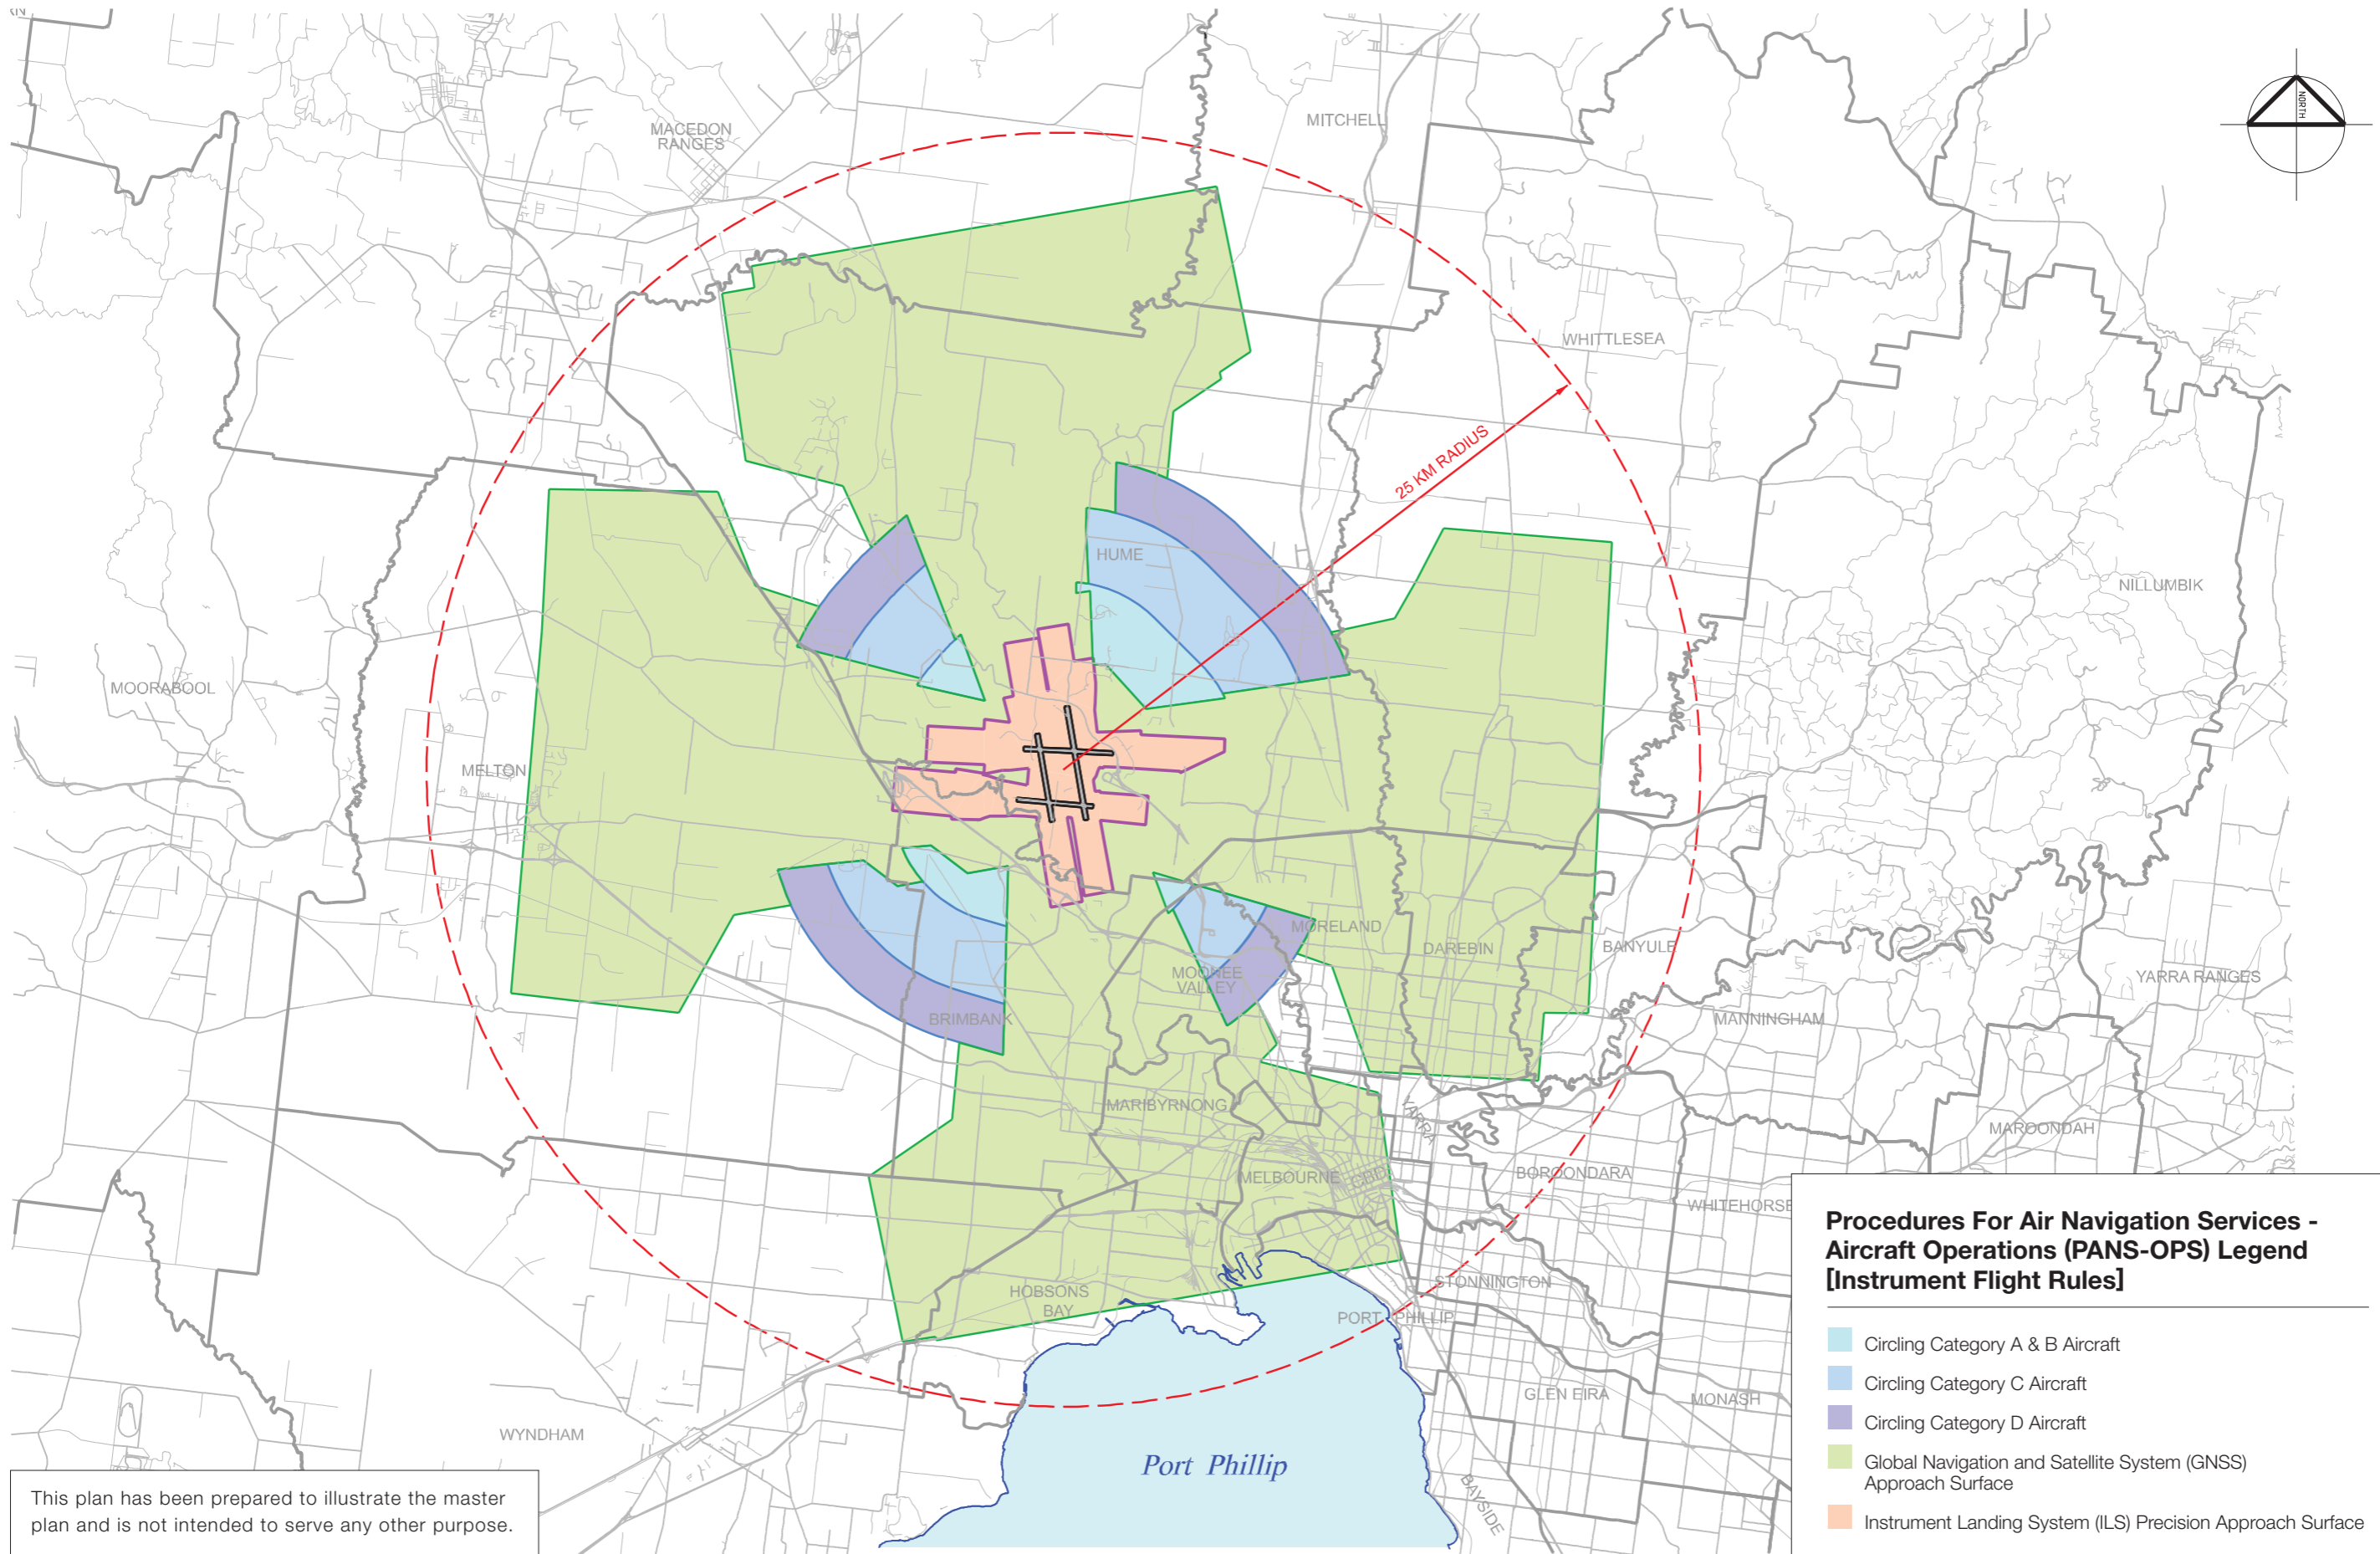 MACEDON
RANGES
MITCHELL
NORTH
WHITTLESEA
25 KM RADIUS
HUME
NILLUMBIK
MOORABOOL
MELTON
MORELAND
DAREBIN
BANYULE
MOONEE
VALLEY
YARRA RANGES
BRIMBANK
MANNINGHAM
MARIBYRNONG
YARRA
MAROONDAH
MELBOURNE
CBD
BOROONDARA
WHITEHORSE
HOBSONS
BAY
STONNINGTON
PORT PHILLIP
GLEN EIRA
MONASH
WYNDHAM
Port Phillip
BAYSIDE
Procedures For Air Navigation Services -
Aircraft Operations (PANS-OPS) Legend
[Instrument Flight Rules]
Circling Category A & B Aircraft
Circling Category C Aircraft
Circling Category D Aircraft
Global Navigation and Satellite System (GNSS)
Approach Surface
Instrument Landing System (ILS) Precision Approach Surface
This plan has been prepared to illustrate the master
plan and is not intended to serve any other purpose.